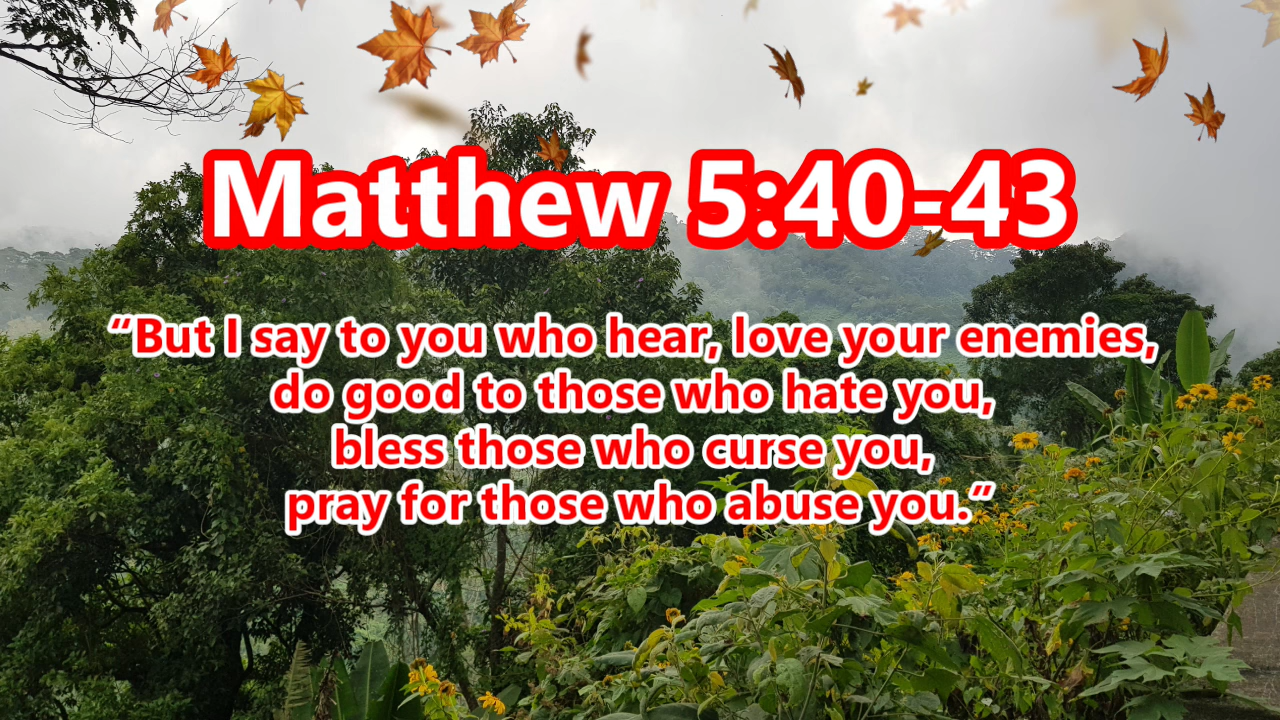 Matthew 5:40-43
“But I say to you who hear, love your enemies,
do good to those who hate you,
bless those who curse you,
pray for those who abuse you.”